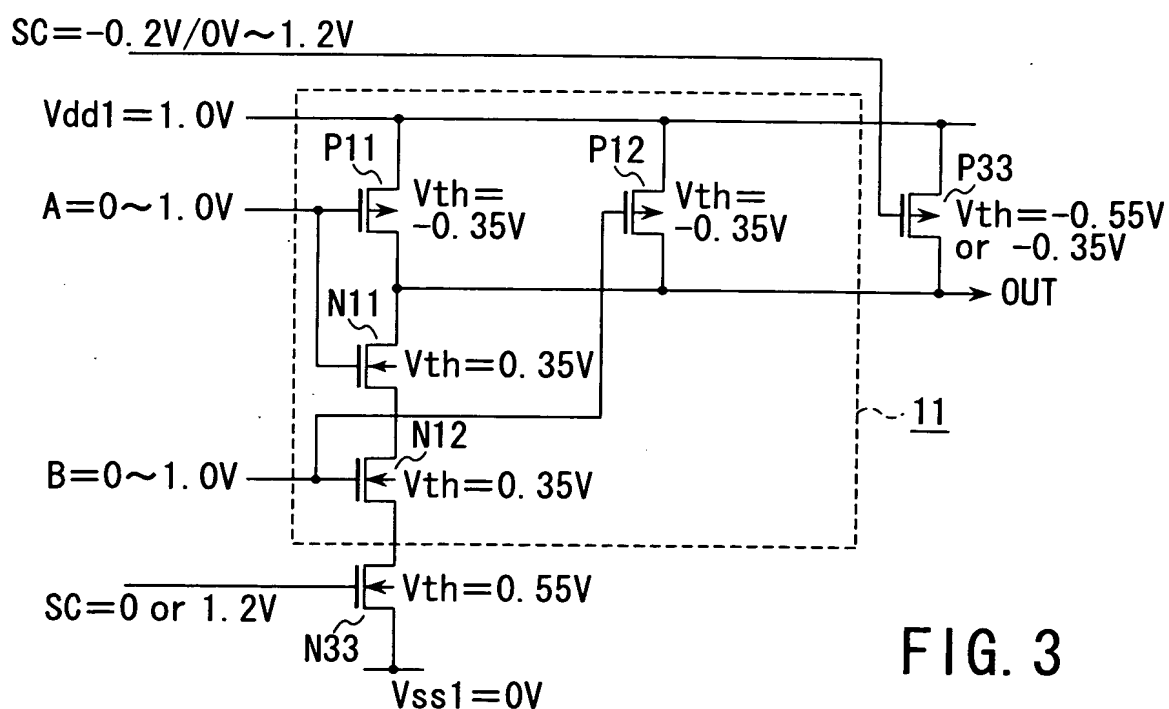 SC=-0.2V/0V~1.2V
Vdd1=1.0V
P11
P12
P33
A=0~1.0V
Vth=
-0.35V
Vth=
-0.35V
Vth=-0.55V
or -0.35V
N11
OUT
Vth=0.35V
11
N12
B=0~1.0V
Vth=0.35V
Vth=0.55V
SC=0 or 1.2V
N33
Vss1=0V
FIG. 3